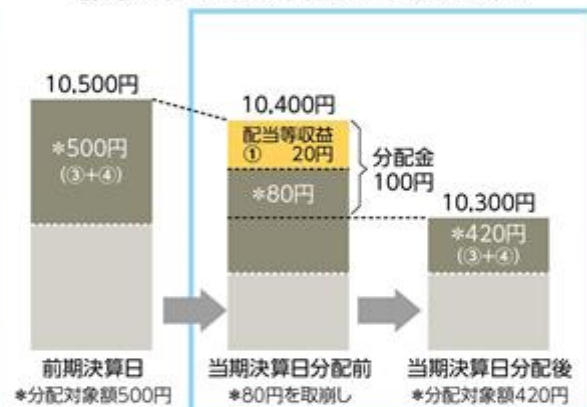 10,500円
*500円
(③+④)
10,400円
配当等収益
① 20円
*80円
分配金
100円
10,300円
*420円
(③+④)
前期決算日
*分配対象額500円
当期決算日分配前
*80円を取崩し
当期決算日分配後
*分配対象額420円